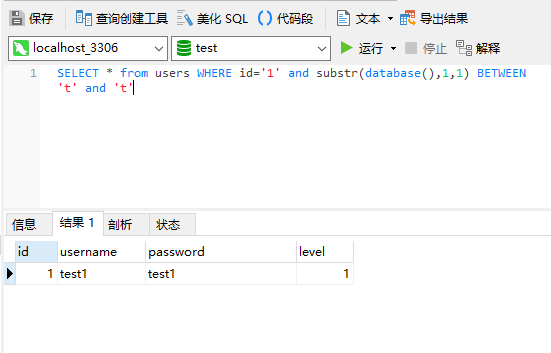 保存 查询创建工具 美化 SQL 代码段 文本 导出结果
localhost_3306 test 运行 停止 解释
1 SELECT * from users WHERE id='1' and substr(database(),1,1) BETWEEN
't' and 't'
信息 结果 1 剖析 状态
id username password level
1 test1 test1 1